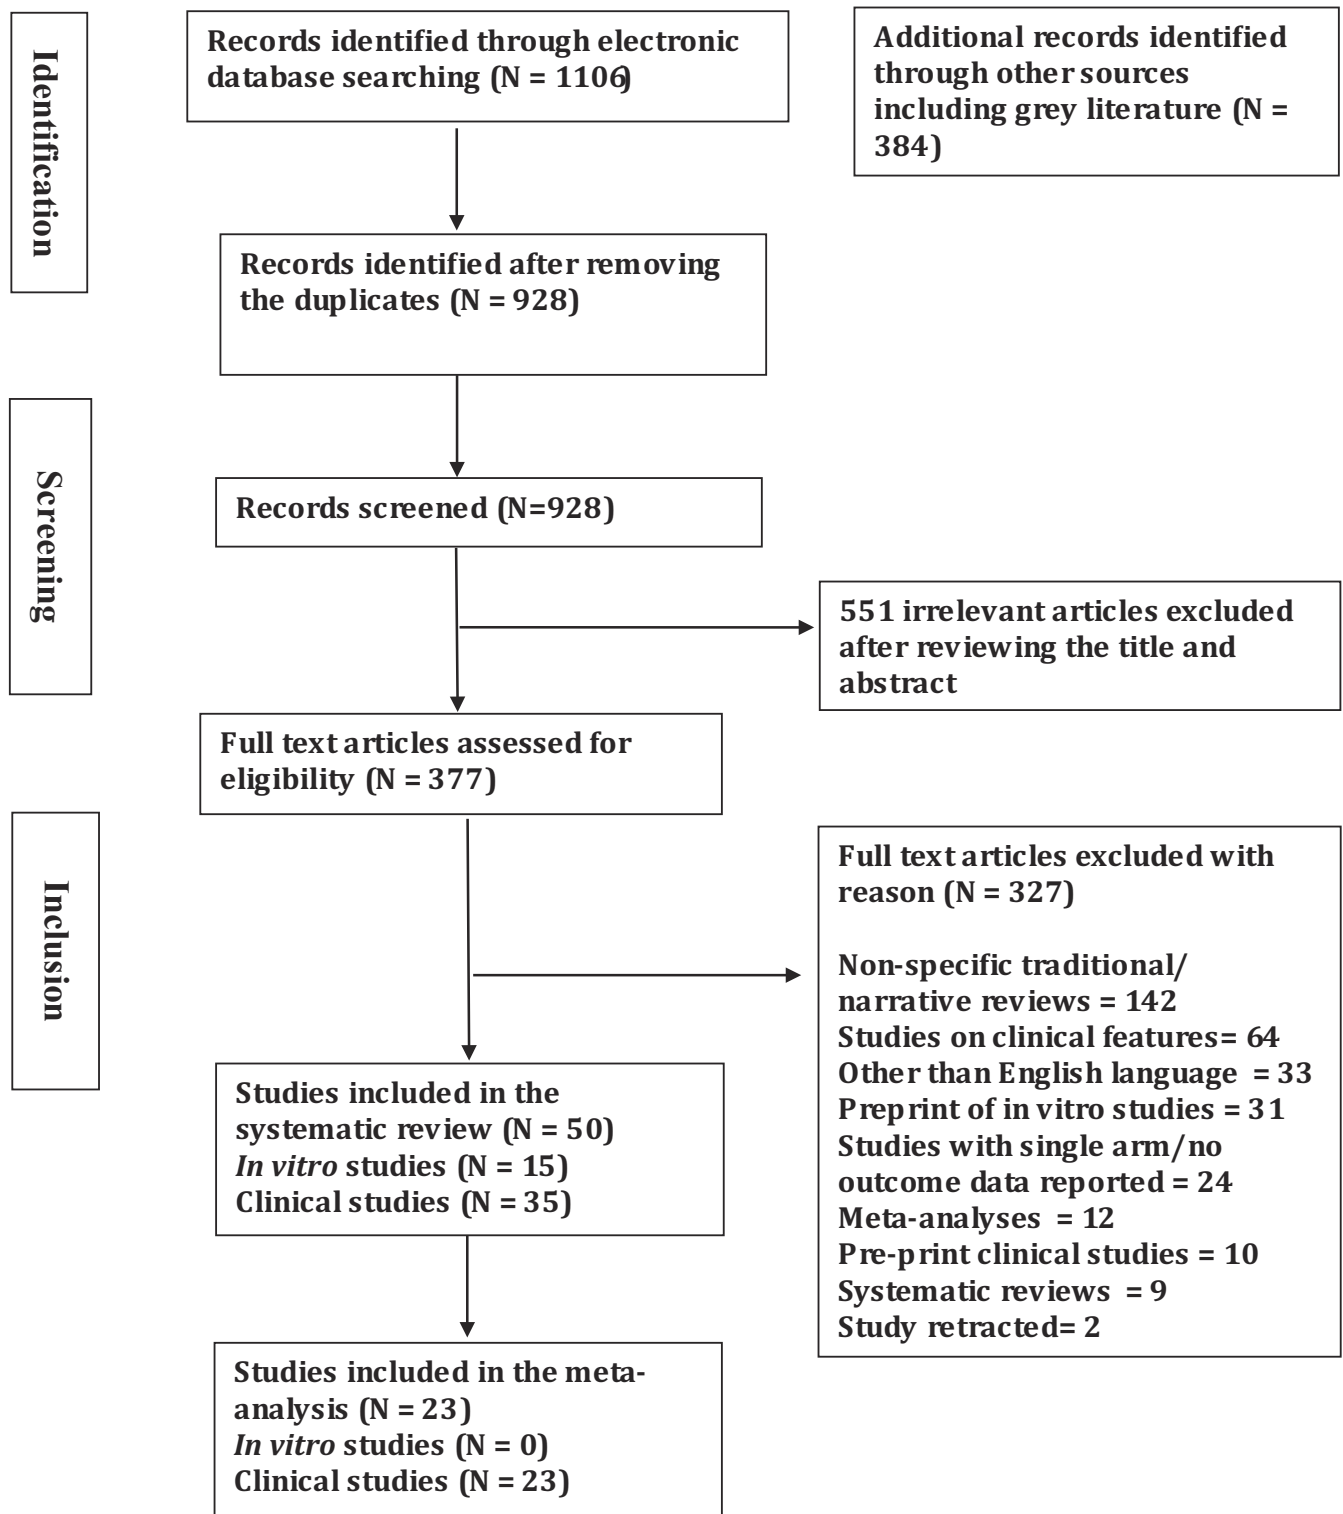 Identification
Records identified through electronic
database searching (N = 1106)
Additional records identified
through other sources
including grey literature (N =
384)
Records identified after removing
the duplicates (N = 928)
Screening
Records screened (N=928)
551 irrelevant articles excluded
after reviewing the title and
abstract
Full text articles assessed for
eligibility (N = 377)
Inclusion
Full text articles excluded with
reason (N = 327)
Non-specific traditional/
narrative reviews = 142
Studies on clinical features= 64
Other than English language = 33
Preprint of in vitro studies = 31
Studies with single arm/no
outcome data reported = 24
Meta-analyses = 12
Pre-print clinical studies = 10
Systematic reviews = 9
Study retracted= 2
Studies included in the
systematic review (N = 50)
In vitro studies (N = 15)
Clinical studies (N = 35)
Studies included in the meta-
analysis (N = 23)
In vitro studies (N = 0)
Clinical studies (N = 23)